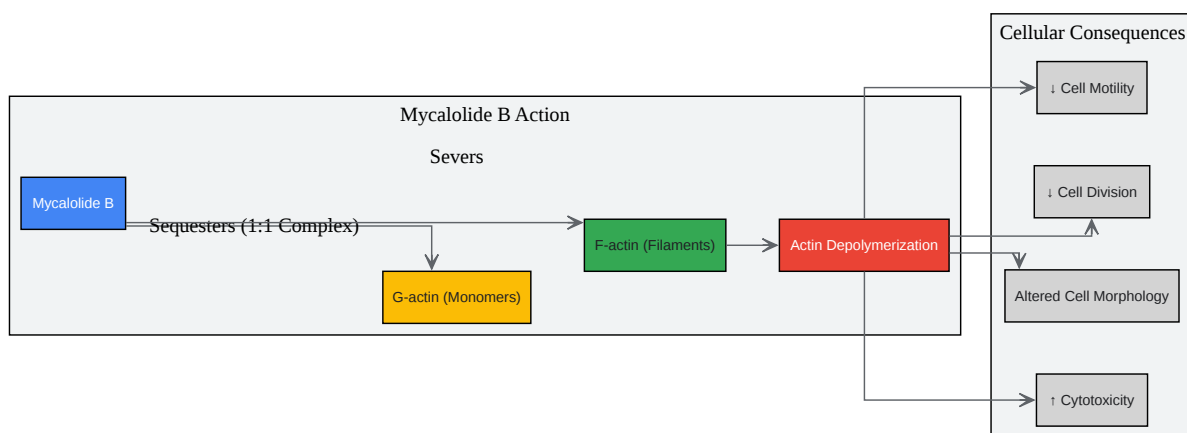 Cellular Consequences
↓ Cell Motility
Mycalolide B Action
Severs
↓ Cell Division
Mycalolide B
Sequesters (1:1 Complex)
F-actin (Filaments)
Actin Depolymerization
G-actin (Monomers)
Altered Cell Morphology
↑ Cytotoxicity